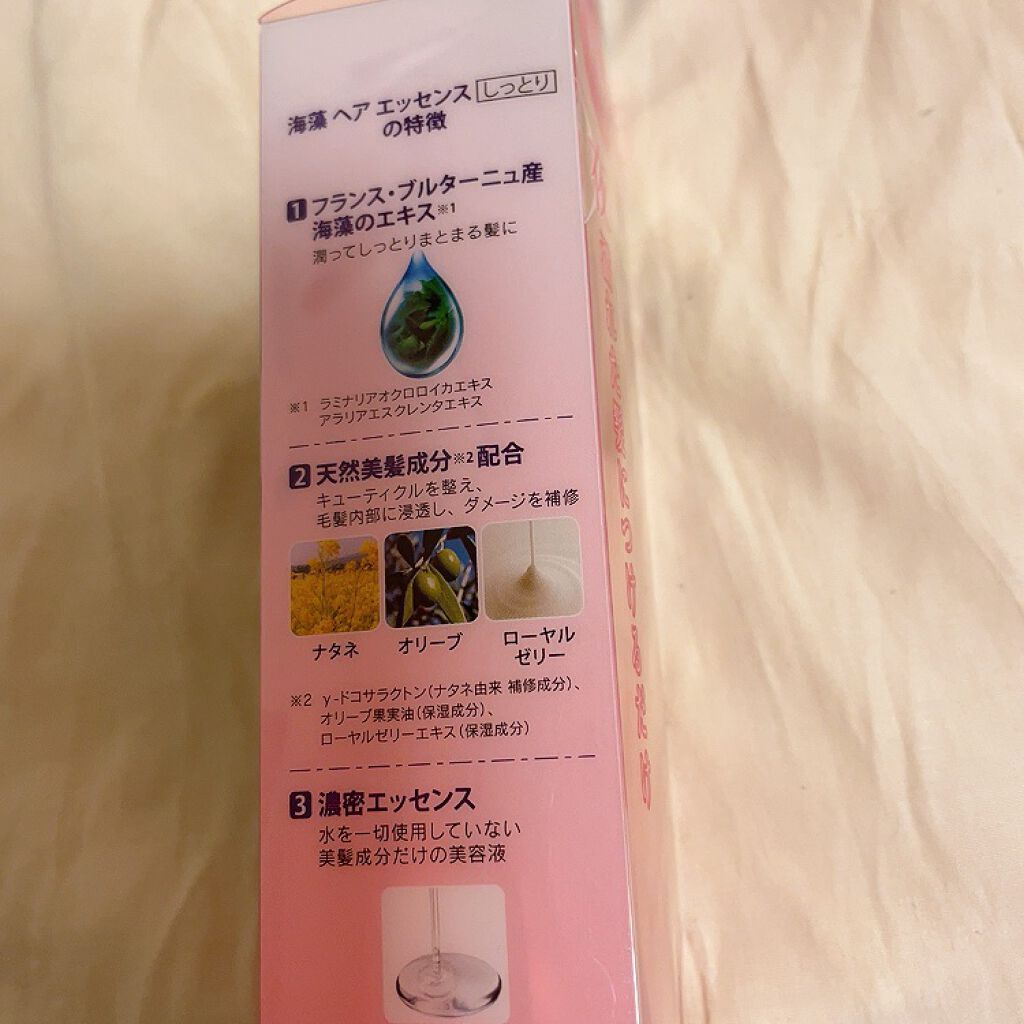 海藻 ヘア エッセンス しっとり
の特徴
1 フランス・ブルターニュ産
海藻のエキス※1
潤ってしっとりまとまる髪に
※1 ラミナリアオクロロイカエキス
アラリアエスクレンタエキス
2 天然美髪成分※2配合
キューティクルを整え、
毛髪内部に浸透し、ダメージを補修
ナタネ
オリーブ
ローヤル
ゼリー
※2 γ-ドコサラクトン(ナタネ由来 補修成分)、
オリーブ果実油(保湿成分)、
ローヤルゼリーエキス(保湿成分)
3 濃密エッセンス
水を一切使用していない
美髪成分だけの美容液
つけるだけ